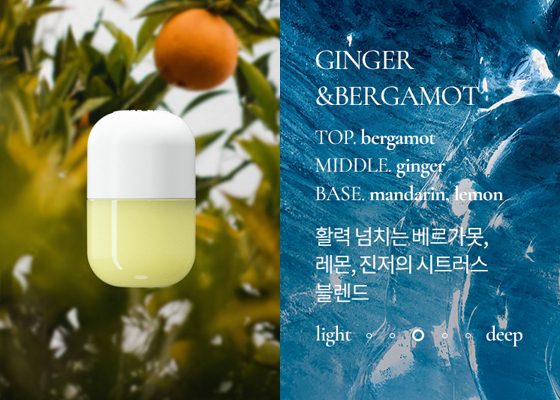 GINGER
&BERGAMOT
TOP. bergamot
MIDDLE. ginger
BASE. mandarin, lemon
활력 넘치는 베르가못,
레몬, 진저의 시트러스
블렌드
light deep